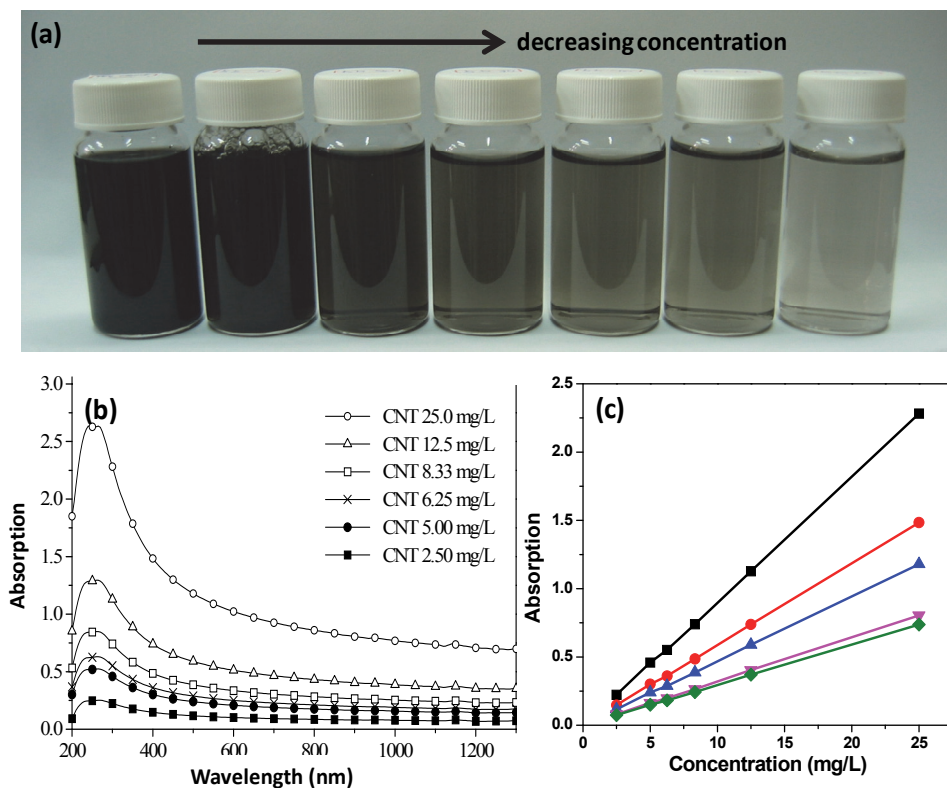 (a)
decreasing concentration
(b)
3.0
2.5
2.0
1.5
1.0
0.5
0.0
200 400 600 800 1000 1200
Absorption
Wavelength (nm)
CNT 25.0 mg/L
CNT 12.5 mg/L
CNT 8.33 mg/L
CNT 6.25 mg/L
CNT 5.00 mg/L
CNT 2.50 mg/L
(c)
2.5
2.0
1.5
1.0
0.5
0.0
0 5 10 15 20 25
Absorption
Concentration (mg/L)